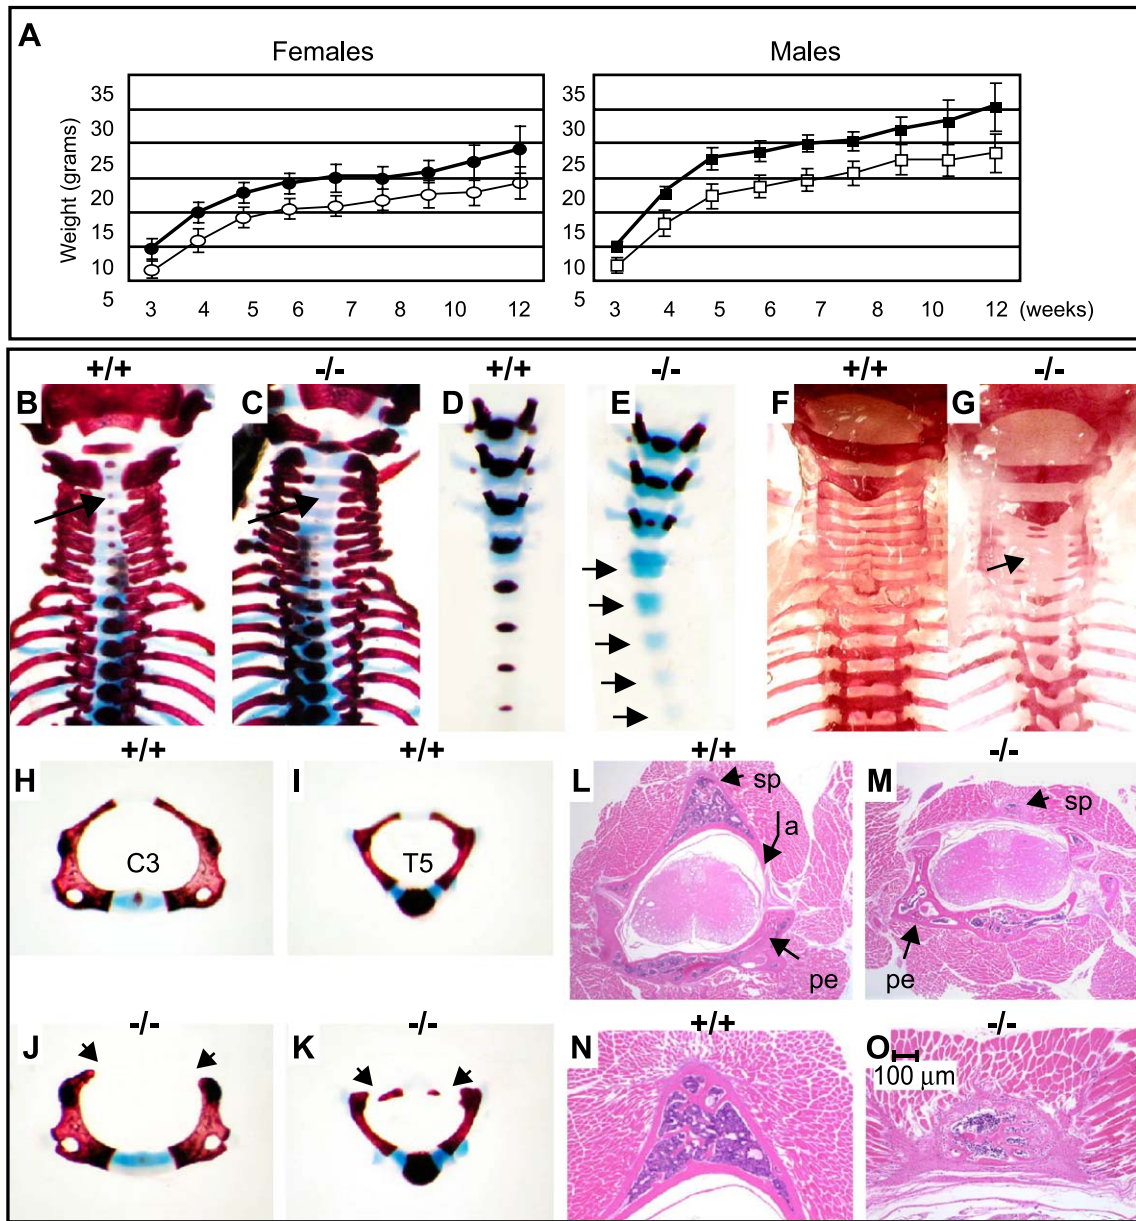 A
Females
Males
Weight (grams)
35
30
25
20
15
10
5
3 4 5 6 7 8 10 12
35
30
25
20
15
10
5
3 4 5 6 7 8 10 12 (weeks)
+/+ -/- +/+ -/- +/+ -/-
B C D E F G
+/+ +/+ +/+ -/-
H I L M
C3 T5 sp a pe sp pe
-/- -/- +/+ -/-
J K N O
100 µm